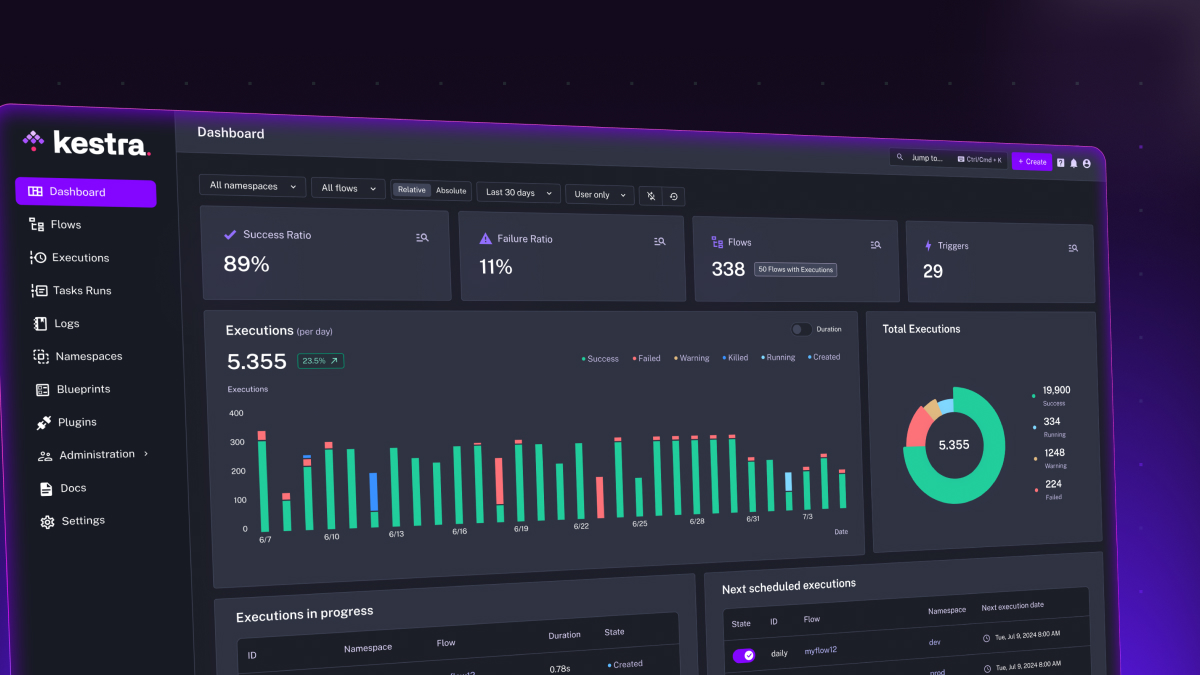 kestra.
Dashboard
Flows
Executions
Tasks Runs
Logs
Namespaces
Blueprints
Plugins
Administration
Docs
Settings
Dashboard
Jump to... Ctrl/Cmd + K + Create
All namespaces All flows Relative Absolute Last 30 days User only
Success Ratio
89%
Failure Ratio
11%
Flows
338 50 Flows with Executions
Triggers
29
Executions (per day)
Duration
5.355 23.5%
Success Failed Warning Killed Running Created
Executions
400
300
200
100
0
6/7 6/10 6/13 6/16 6/19 6/22 6/25 6/28 6/31 7/3
Date
Total Executions
5.355
19,900
Success
334
Running
1248
Warning
224
Failed
Executions in progress
ID Namespace Flow Duration State
0.78s Created
Next scheduled executions
State ID Flow Namespace Next execution date
daily myflow12 dev Tue, Jul 9, 2024 8:00 AM
prod Tue, Jul 9, 2024 8:00 AM